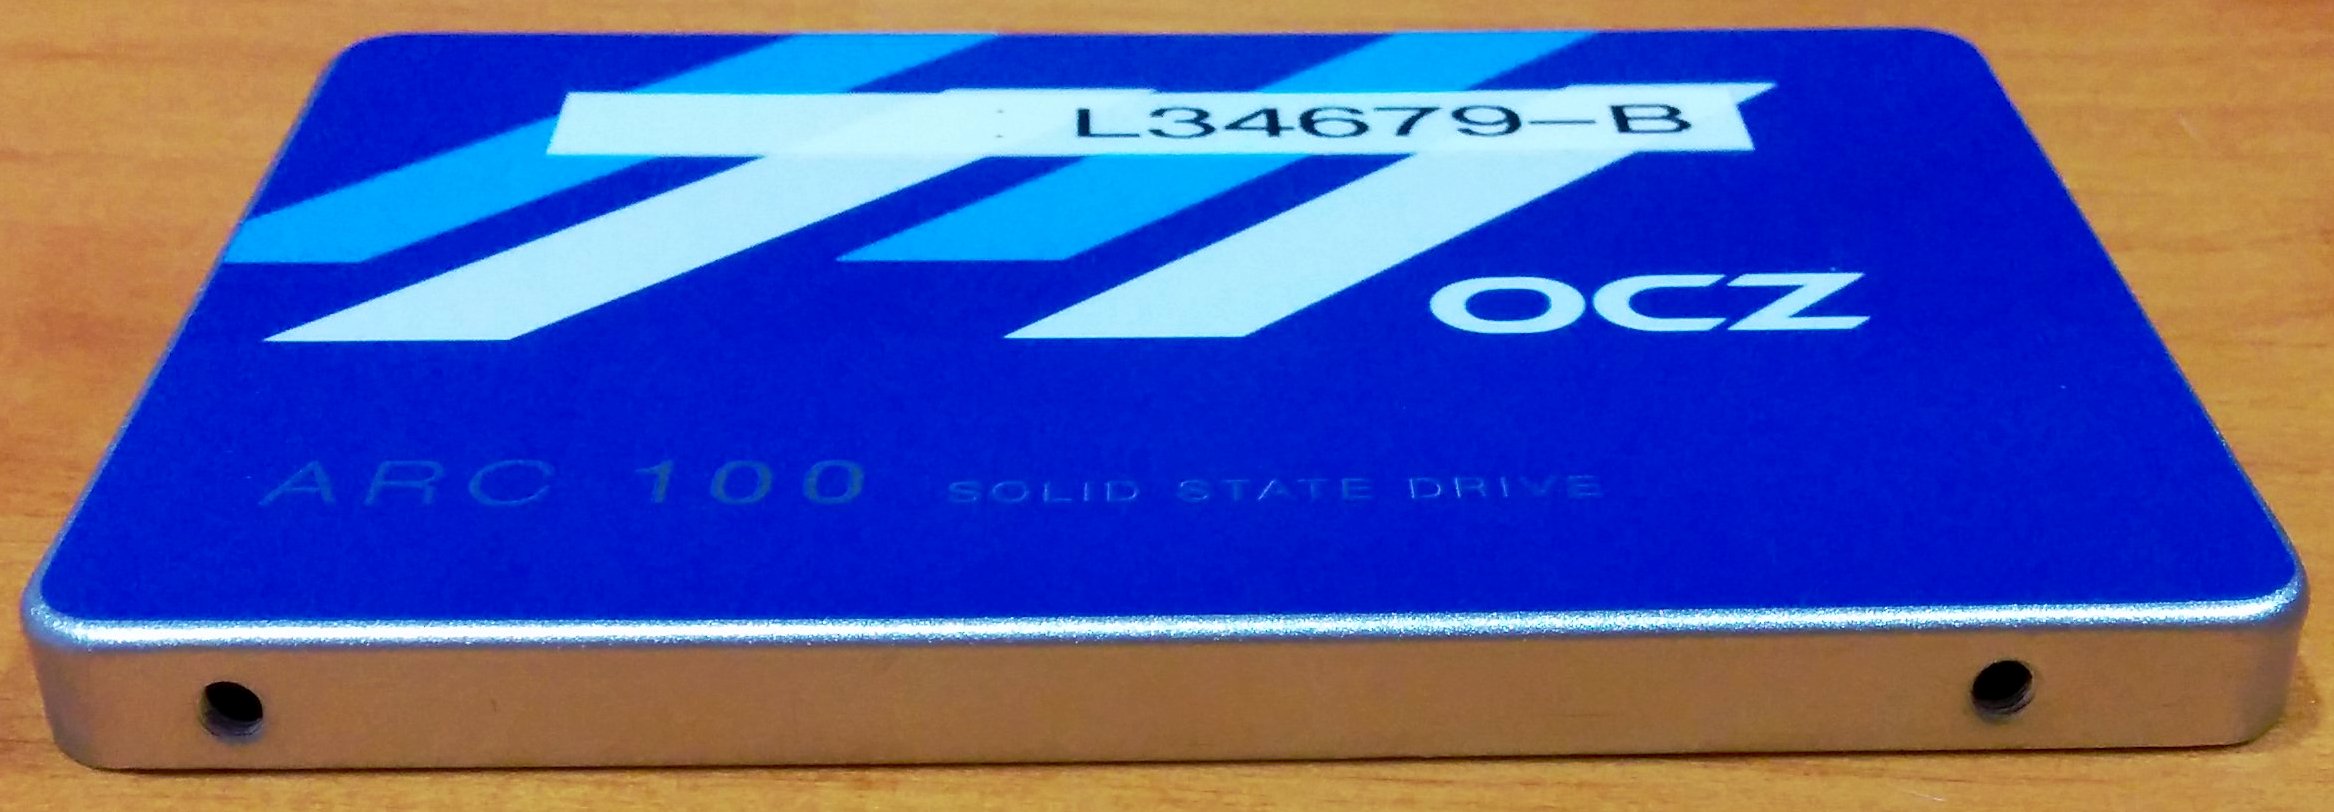 L34679-B
OCZ
ARC 100 SOLID STATE DRIVE